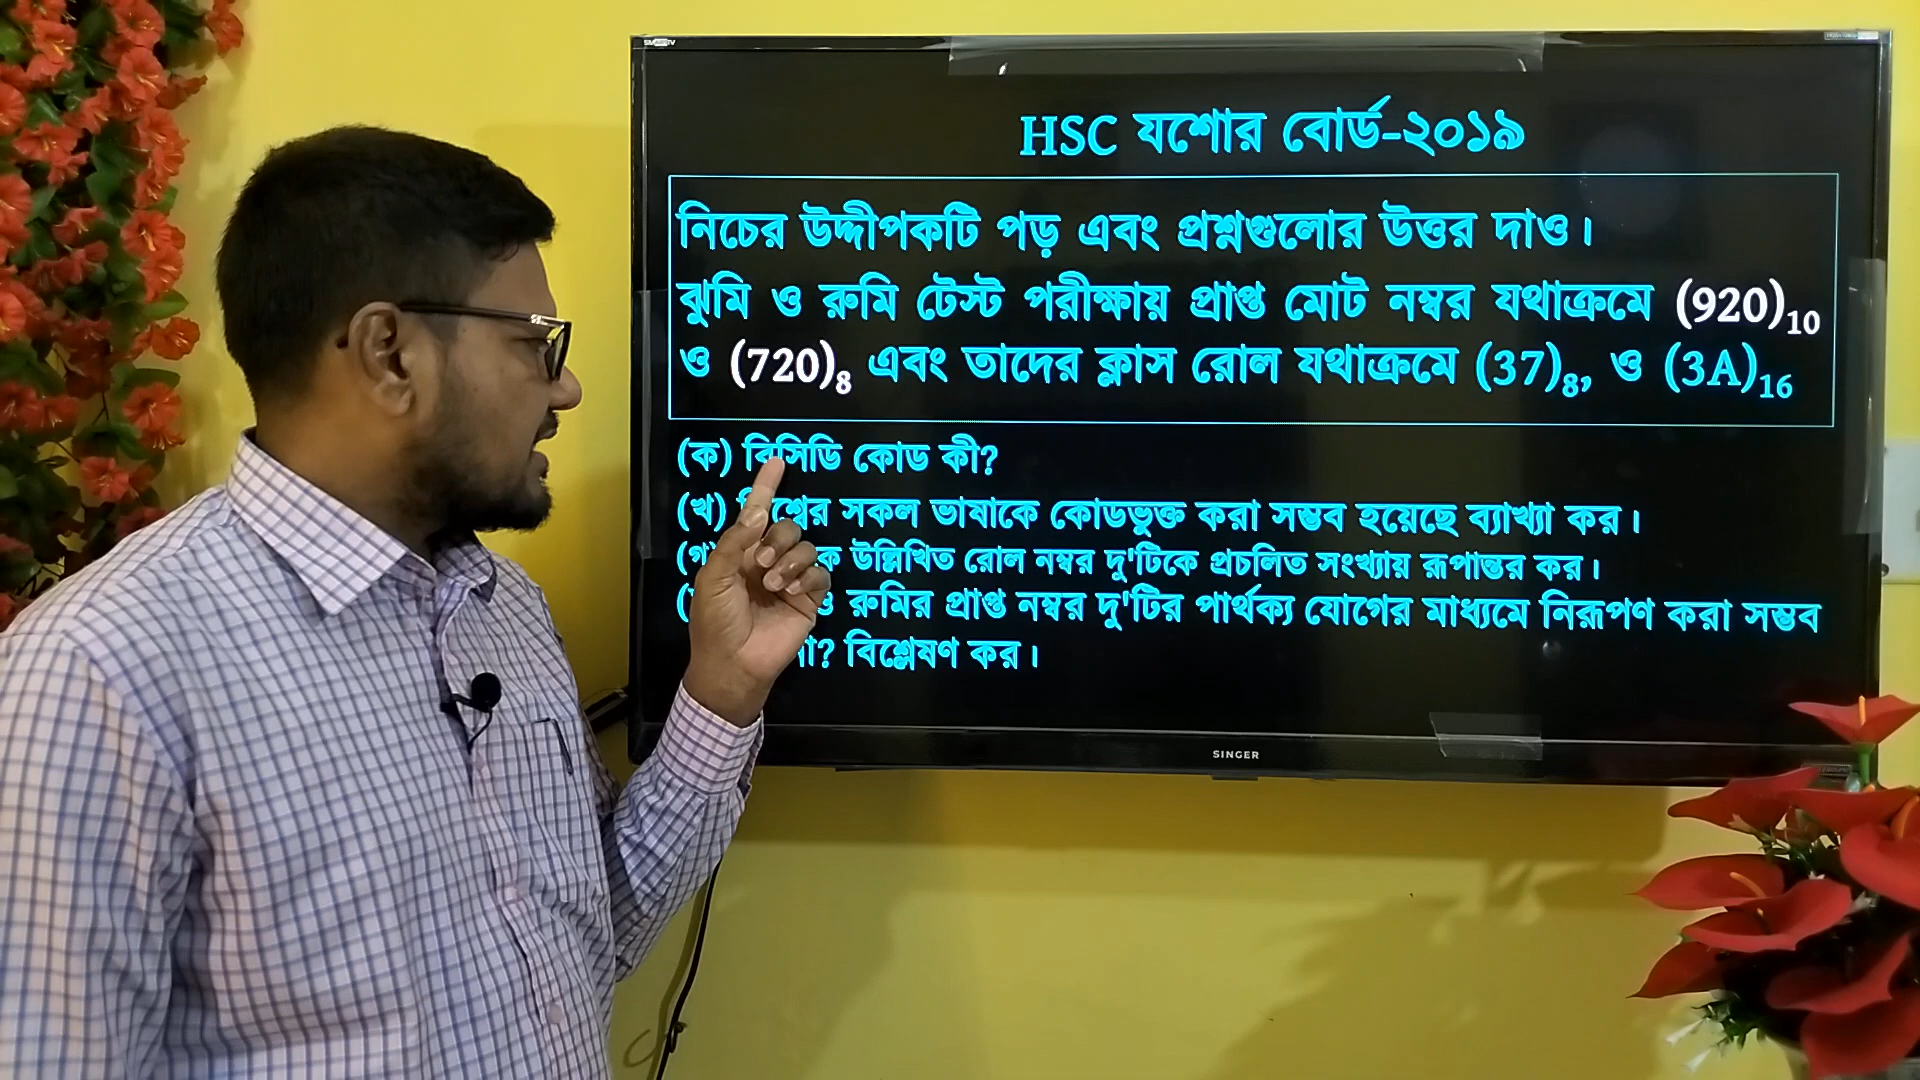 SMART TV
HSC যশোর বোর্ড-২০১৯
নিচের উদ্দীপকটি পড় এবং প্রশ্নগুলোর উত্তর দাও।
ঝুমি ও রুমি টেস্ট পরীক্ষায় প্রাপ্ত মোট নম্বর যথাক্রমে (920)₁₀
ও (720)₈ এবং তাদের ক্লাস রোল যথাক্রমে (37)₈, ও (3A)₁₆
(ক) বিসিডি কোড কী?
(খ) সকল ভাষাকে কোডভুক্ত করা সম্ভব হয়েছে ব্যাখ্যা কর।
উল্লিখিত রোল নম্বর দু'টিকে প্রচলিত সংখ্যায় রূপান্তর কর।
ও রুমির প্রাপ্ত নম্বর দু'টির পার্থক্য যোগের মাধ্যমে নিরূপণ করা সম্ভব
বিশ্লেষণ কর।
SINGER